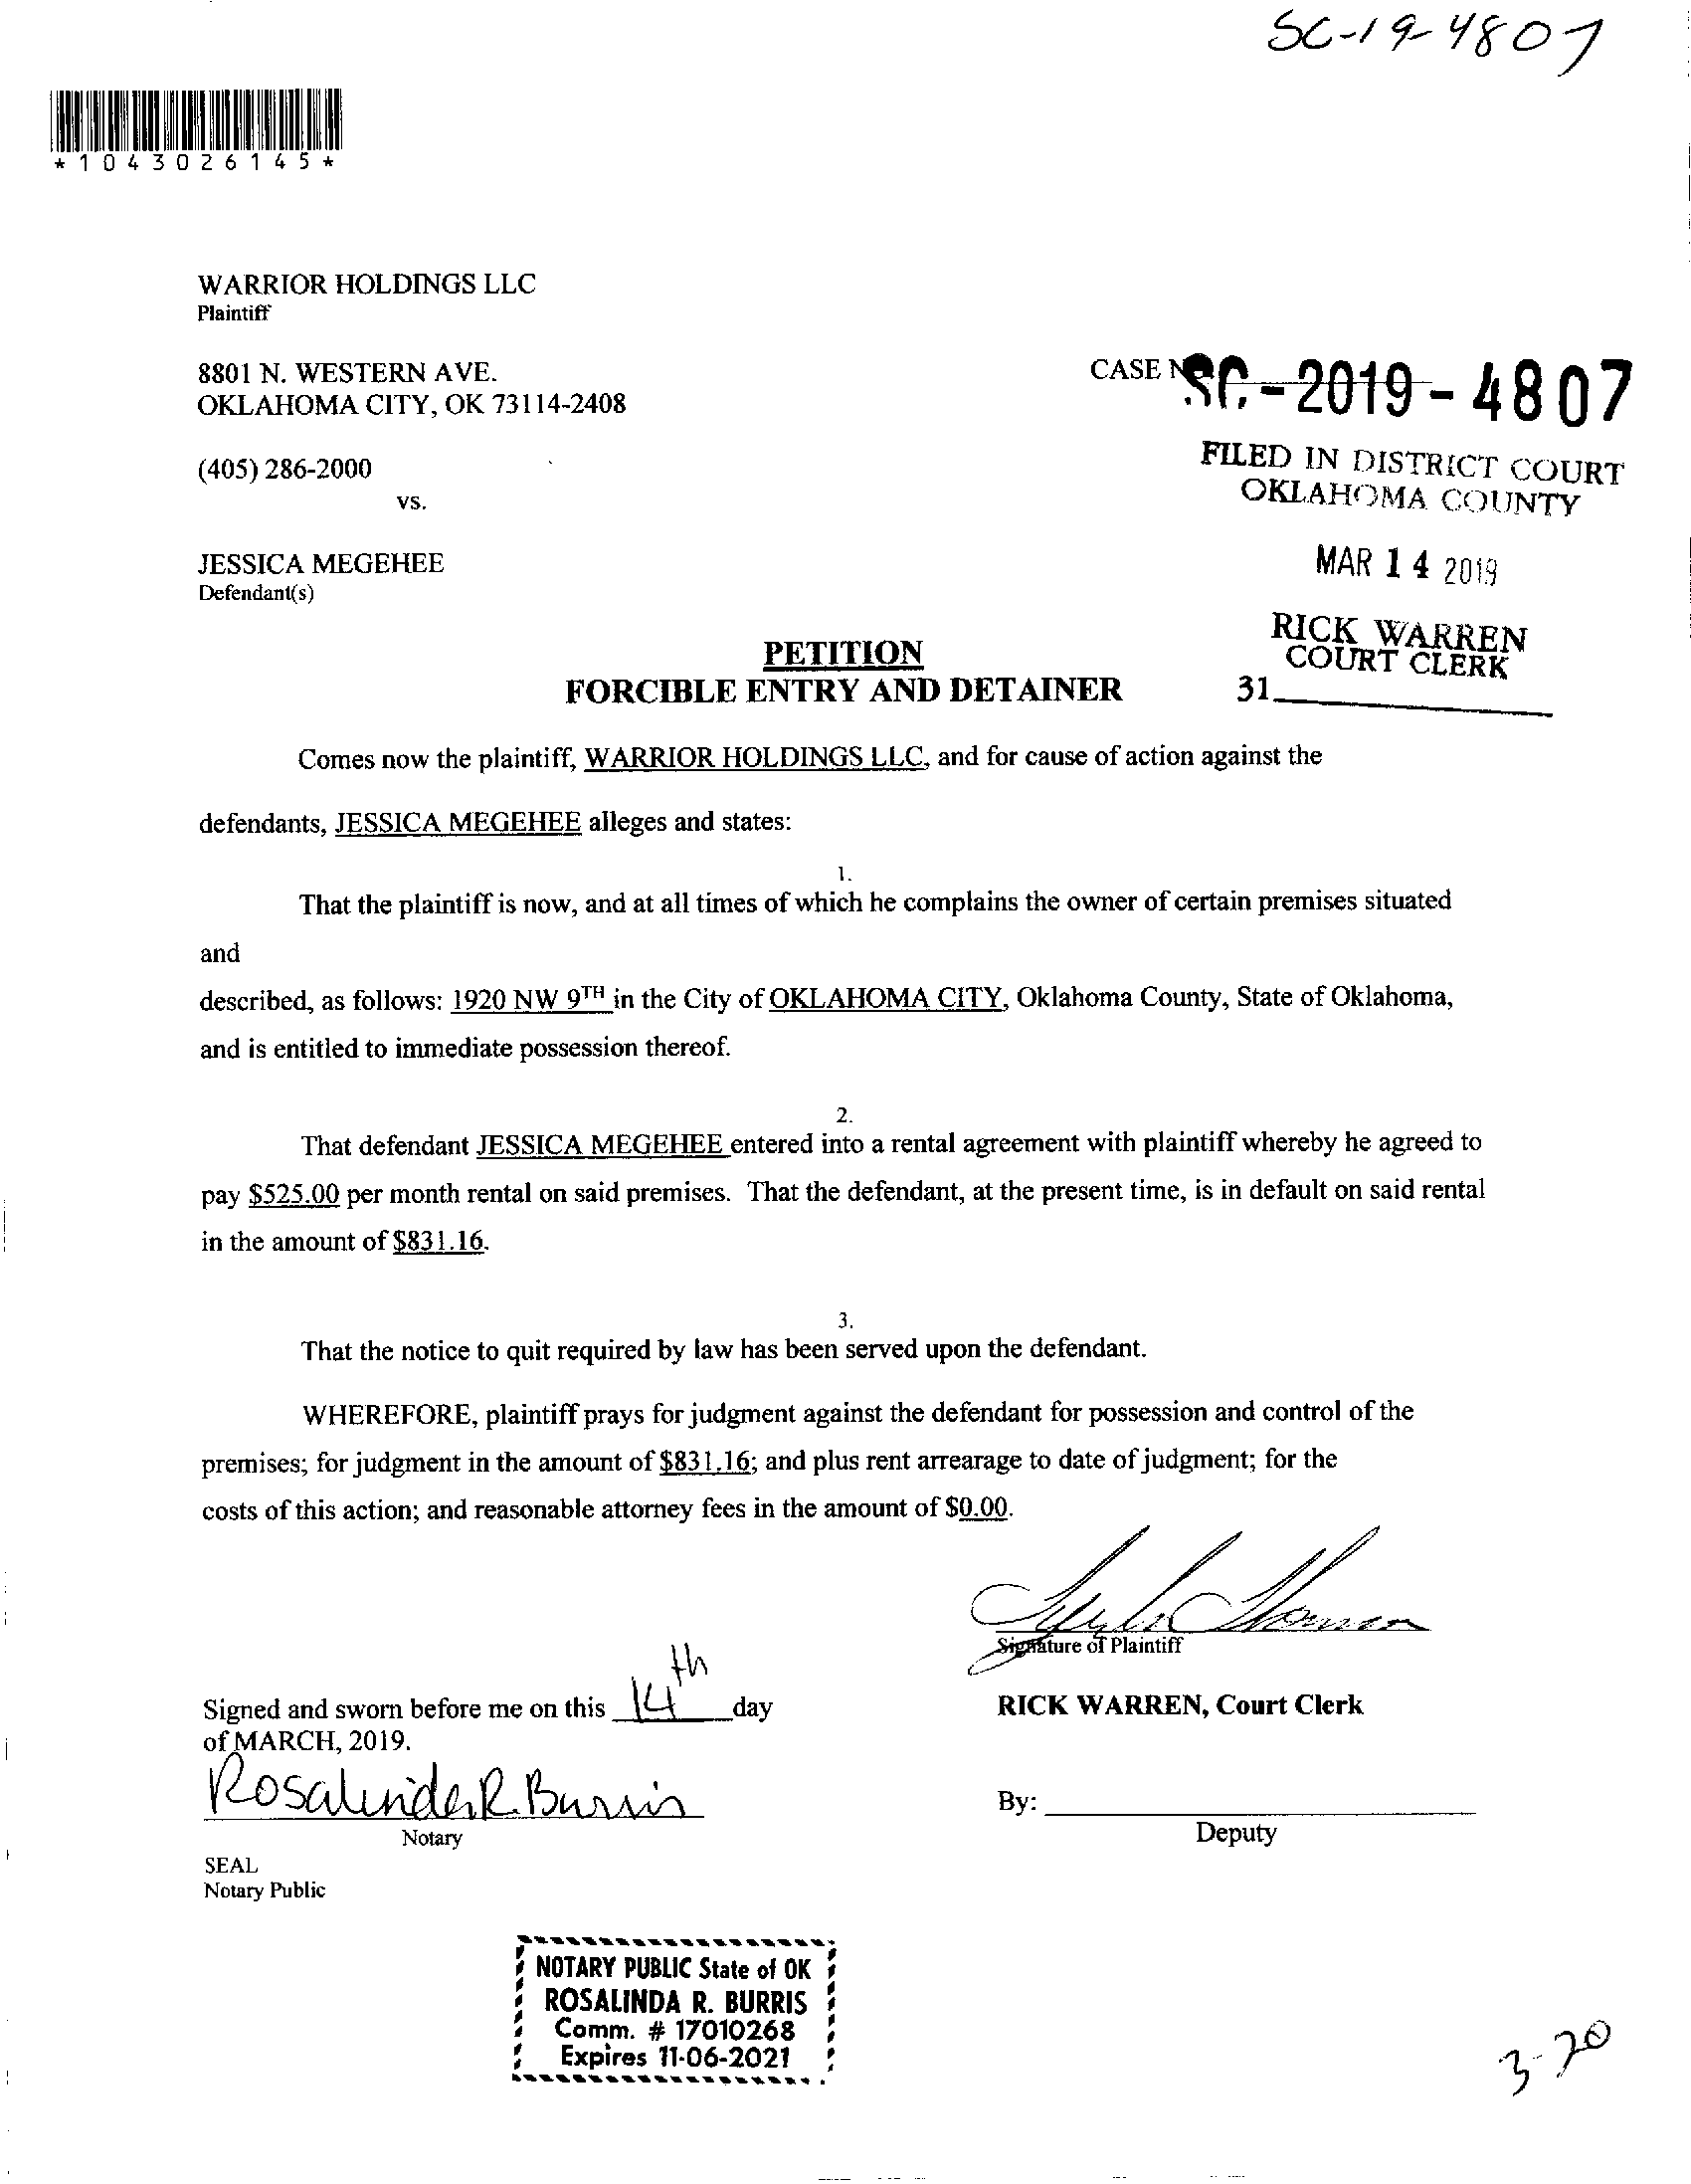 SC-19-4807
*1043026145*
WARRIOR HOLDINGS LLC
Plaintiff
8801 N. WESTERN AVE.
OKLAHOMA CITY, OK 73114-2408
CASE
SC-2019-4807
FILED IN DISTRICT COURT
OKLAHOMA COUNTY
(405) 286-2000
vs.
JESSICA MEGEHEE
Defendant(s)
MAR 14 2019
RICK WARREN
COURT CLERK
31
PETITION
FORCIBLE ENTRY AND DETAINER
Comes now the plaintiff, WARRIOR HOLDINGS LLC, and for cause of action against the
defendants, JESSICA MEGEHEE alleges and states:
1.
That the plaintiff is now, and at all times of which he complains the owner of certain premises situated
and
described, as follows: 1920 NW 9TH in the City of OKLAHOMA CITY, Oklahoma County, State of Oklahoma,
and is entitled to immediate possession thereof.
2.
That defendant JESSICA MEGEHEE entered into a rental agreement with plaintiff whereby he agreed to
pay $525.00 per month rental on said premises. That the defendant, at the present time, is in default on said rental
in the amount of $831.16.
3.
That the notice to quit required by law has been served upon the defendant.
WHEREFORE, plaintiff prays for judgment against the defendant for possession and control of the
premises; for judgment in the amount of $831.16; and plus rent arrearage to date of judgment; for the
costs of this action; and reasonable attorney fees in the amount of $0.00.
Signature of Plaintiff
Signed and sworn before me on this 14th day
of MARCH, 2019.
RICK WARREN, Court Clerk
Rosalinda R. Burris
Notary
By:
Deputy
SEAL
Notary Public
NOTARY PUBLIC State of OK
ROSALINDA R. BURRIS
Comm. # 17010268
Expires 11-06-2021
3-20